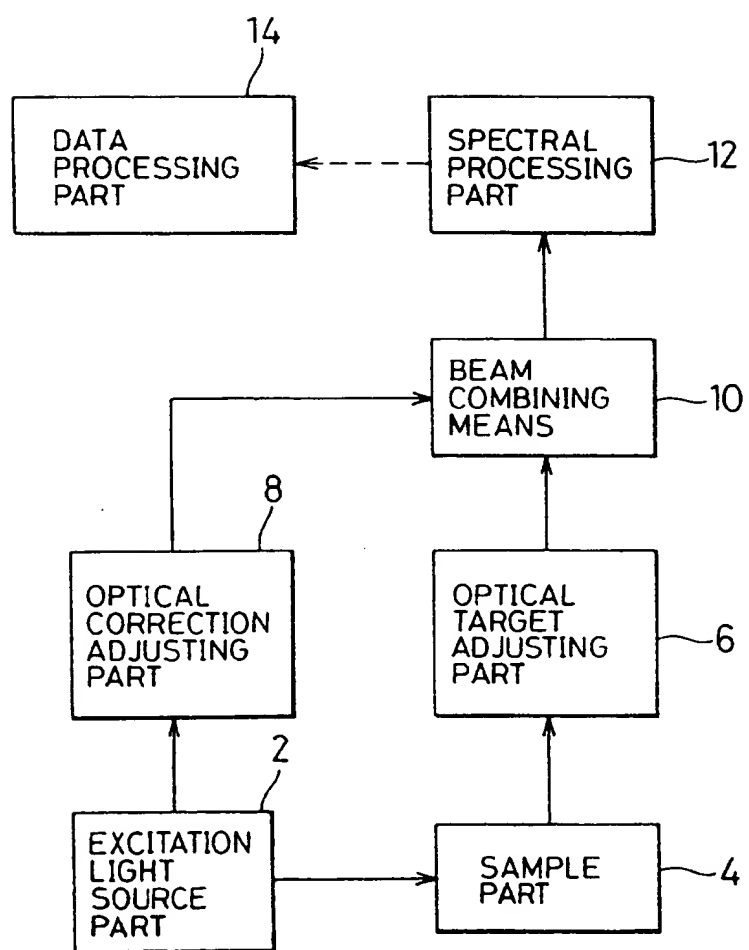 14
DATA
PROCESSING
PART
SPECTRAL
PROCESSING
PART
12
BEAM
COMBINING
MEANS
10
8
OPTICAL
CORRECTION
ADJUSTING
PART
OPTICAL
TARGET
ADJUSTING
PART
6
2
EXCITATION
LIGHT
SOURCE
PART
SAMPLE
PART
4